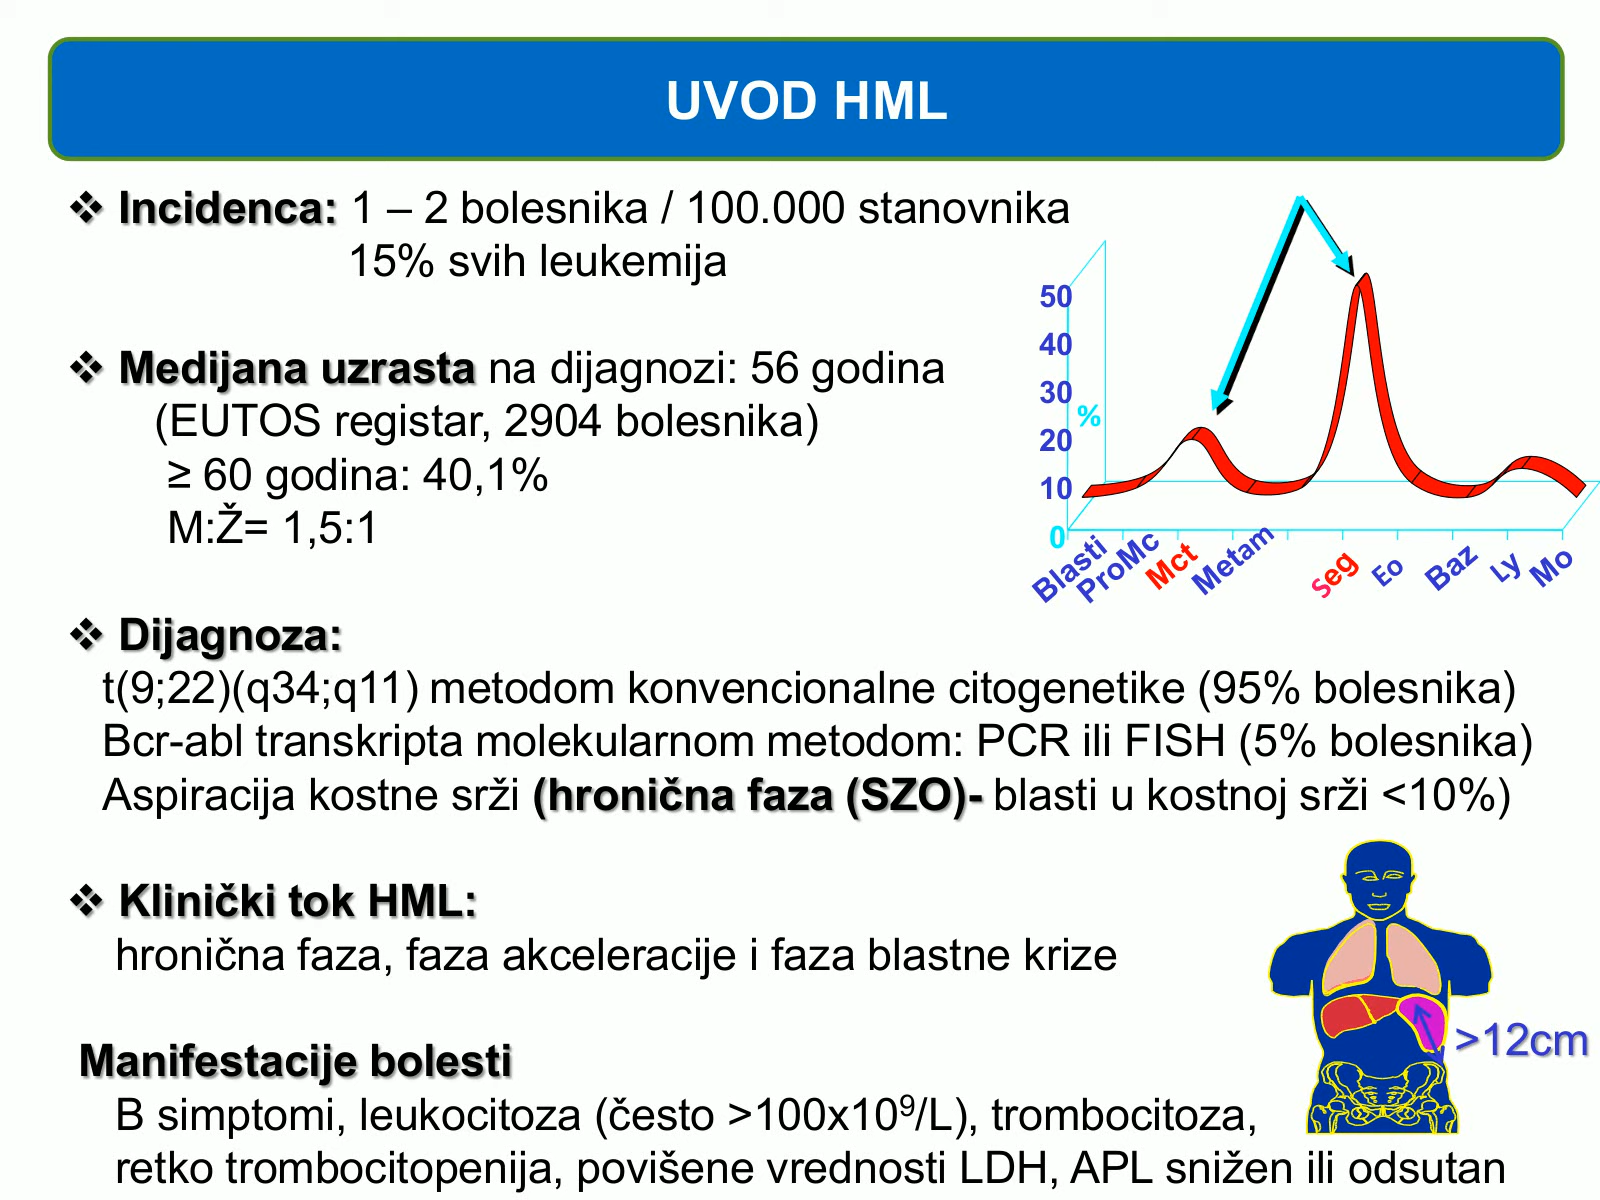 UVOD HML
❖ Incidenca: 1 – 2 bolesnika / 100.000 stanovnika
15% svih leukemija
❖ Medijana uzrasta na dijagnozi: 56 godina
(EUTOS registar, 2904 bolesnika)
≥ 60 godina: 40,1%
M:Ž= 1,5:1
50
40
30
%
20
10
0
Blasti
ProMc
Mct
Metam
Seg
Eo
Baz
Ly
Mo
❖ Dijagnoza:
t(9;22)(q34;q11) metodom konvencionalne citogenetike (95% bolesnika)
Bcr-abl transkripta molekularnom metodom: PCR ili FISH (5% bolesnika)
Aspiracija kostne srži (hronična faza (SZO)- blasti u kostnoj srži <10%)
❖ Klinički tok HML:
hronična faza, faza akceleracije i faza blastne krize
>12cm
Manifestacije bolesti
B simptomi, leukocitoza (često >100x10⁹/L), trombocitoza,
retko trombocitopenija, povišene vrednosti LDH, APL snižen ili odsutan